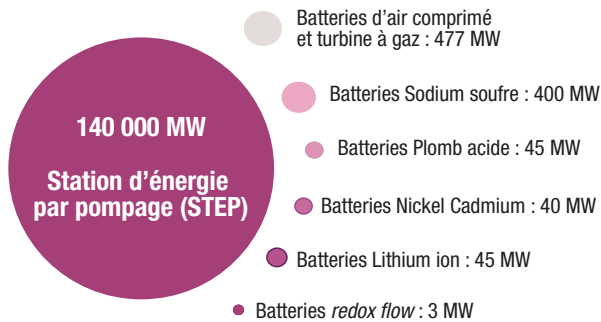 140 000 MW
Station d’énergie
par pompage (STEP)
Batteries d’air comprimé
et turbine à gaz : 477 MW
Batteries Sodium soufre : 400 MW
Batteries Plomb acide : 45 MW
Batteries Nickel Cadmium : 40 MW
Batteries Lithium ion : 45 MW
Batteries redox flow : 3 MW